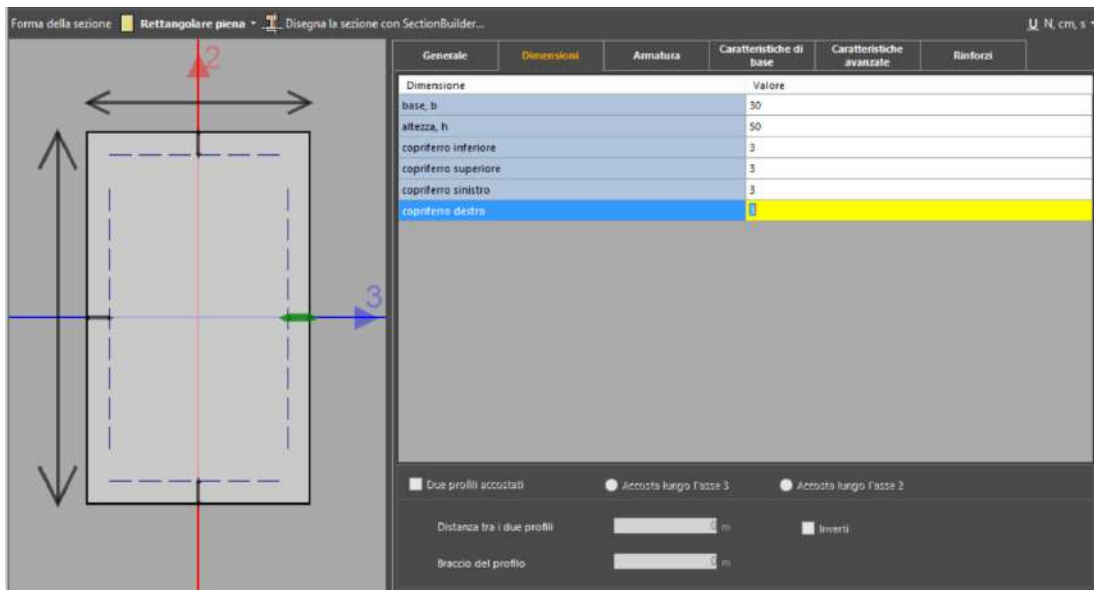 Forma della sezione Rettangolare piena Disegna la sezione con SectionBuilder... U N, cm, s
Generale Dimensioni Armatura Caratteristiche di base Caratteristiche avanzate Rinforzi
Dimensione Valore
base, b 30
altezza, h 50
copriferro inferiore 3
copriferro superiore 3
copriferro sinistro 3
copriferro destro 3
2
3
Due profili accostati Accosta lungo l'asse 3 Accosta lungo l'asse 2
Distanza tra i due profili 0 m Inverti
Braccio del profilo 0 m